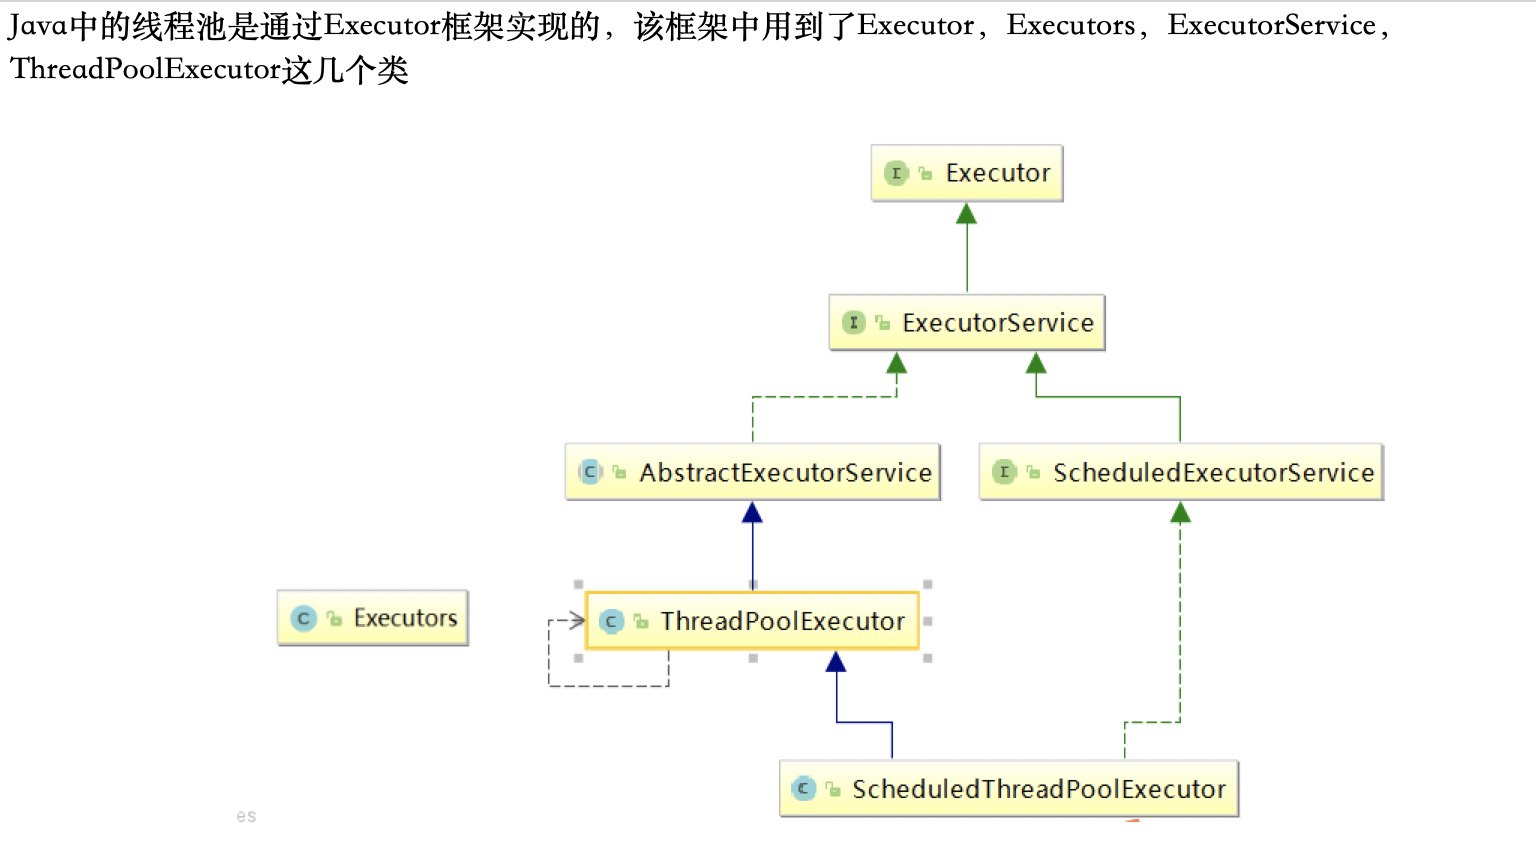 Java中的线程池是通过Executor框架实现的，该框架中用到了Executor，Executors，ExecutorService，
ThreadPoolExecutor这几个类
I Executor
I ExecutorService
C AbstractExecutorService
I ScheduledExecutorService
C Executors
C ThreadPoolExecutor
C ScheduledThreadPoolExecutor
es